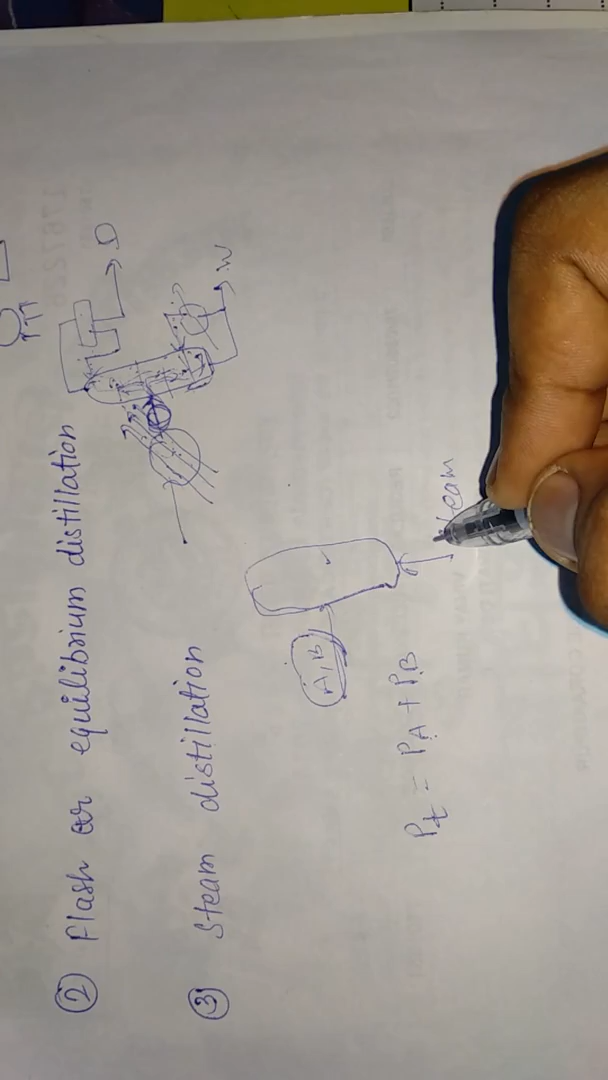 ② Flash or equilibrium distillation
D
W
③ Steam distillation
A,B
Steam
Pt = PA + PB